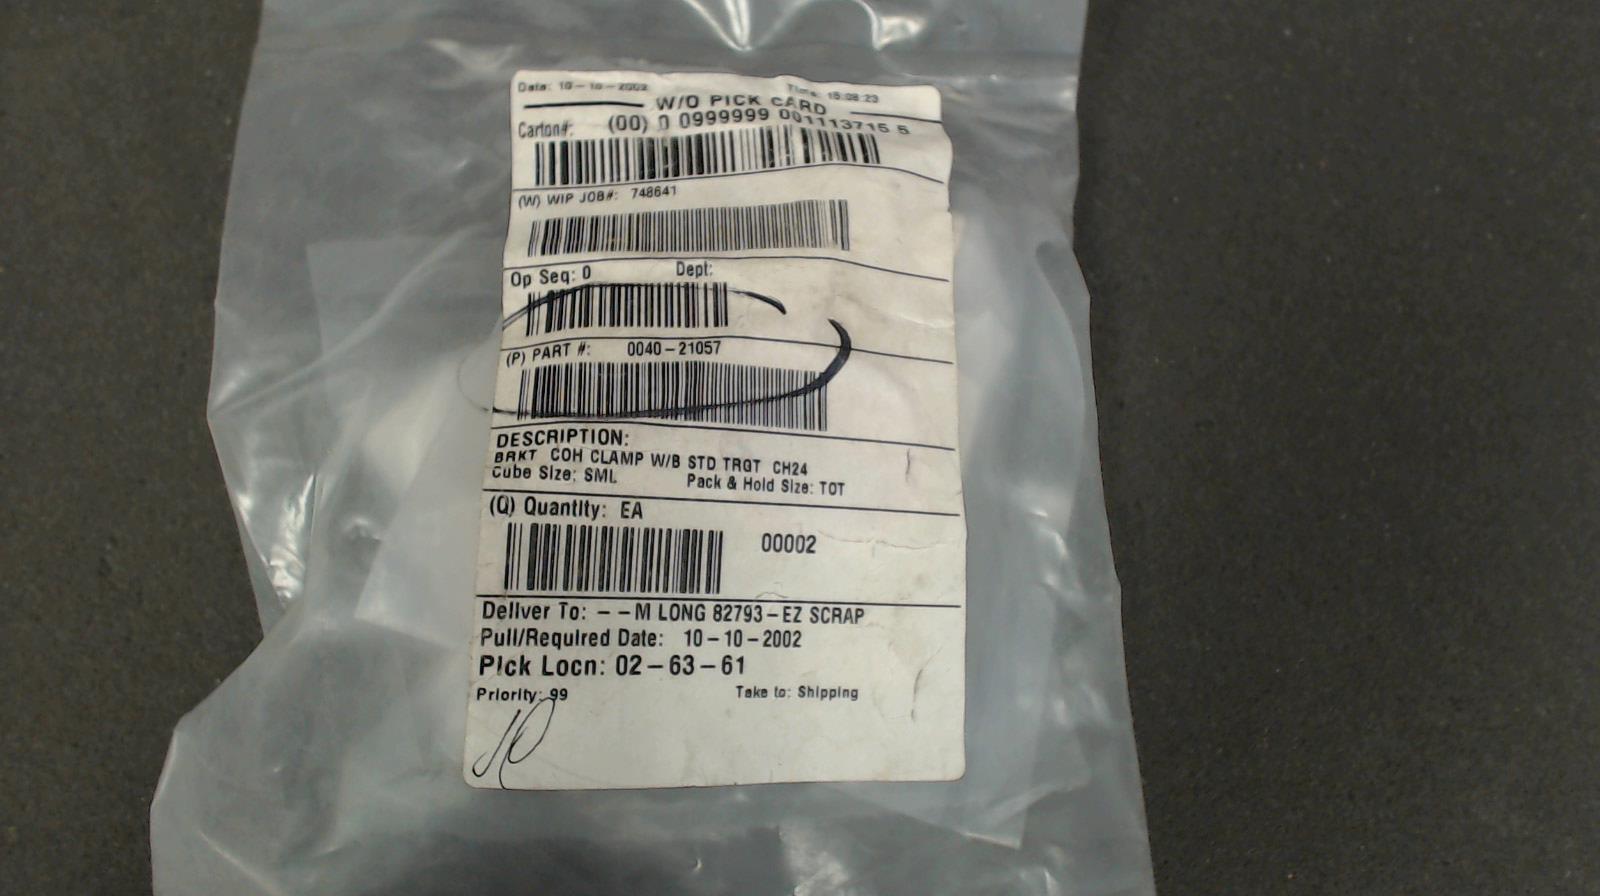 Date: 10-10-2002 Time: 15:08:23
W/O PICK CARD
Carton#: (00) 0 0999999 001113715 5
(W) WIP JOB#: 748641
Op Seq: 0 Dept:
(P) PART #: 0040-21057
DESCRIPTION:
BRKT COH CLAMP W/B STD TRGT CH24
Cube Size: SML Pack & Hold Size: TOT
(Q) Quantity: EA
00002
Deliver To: --M LONG 82793-EZ SCRAP
Pull/Required Date: 10-10-2002
Pick Locn: 02-63-61
Priority: 99 Take to: Shipping